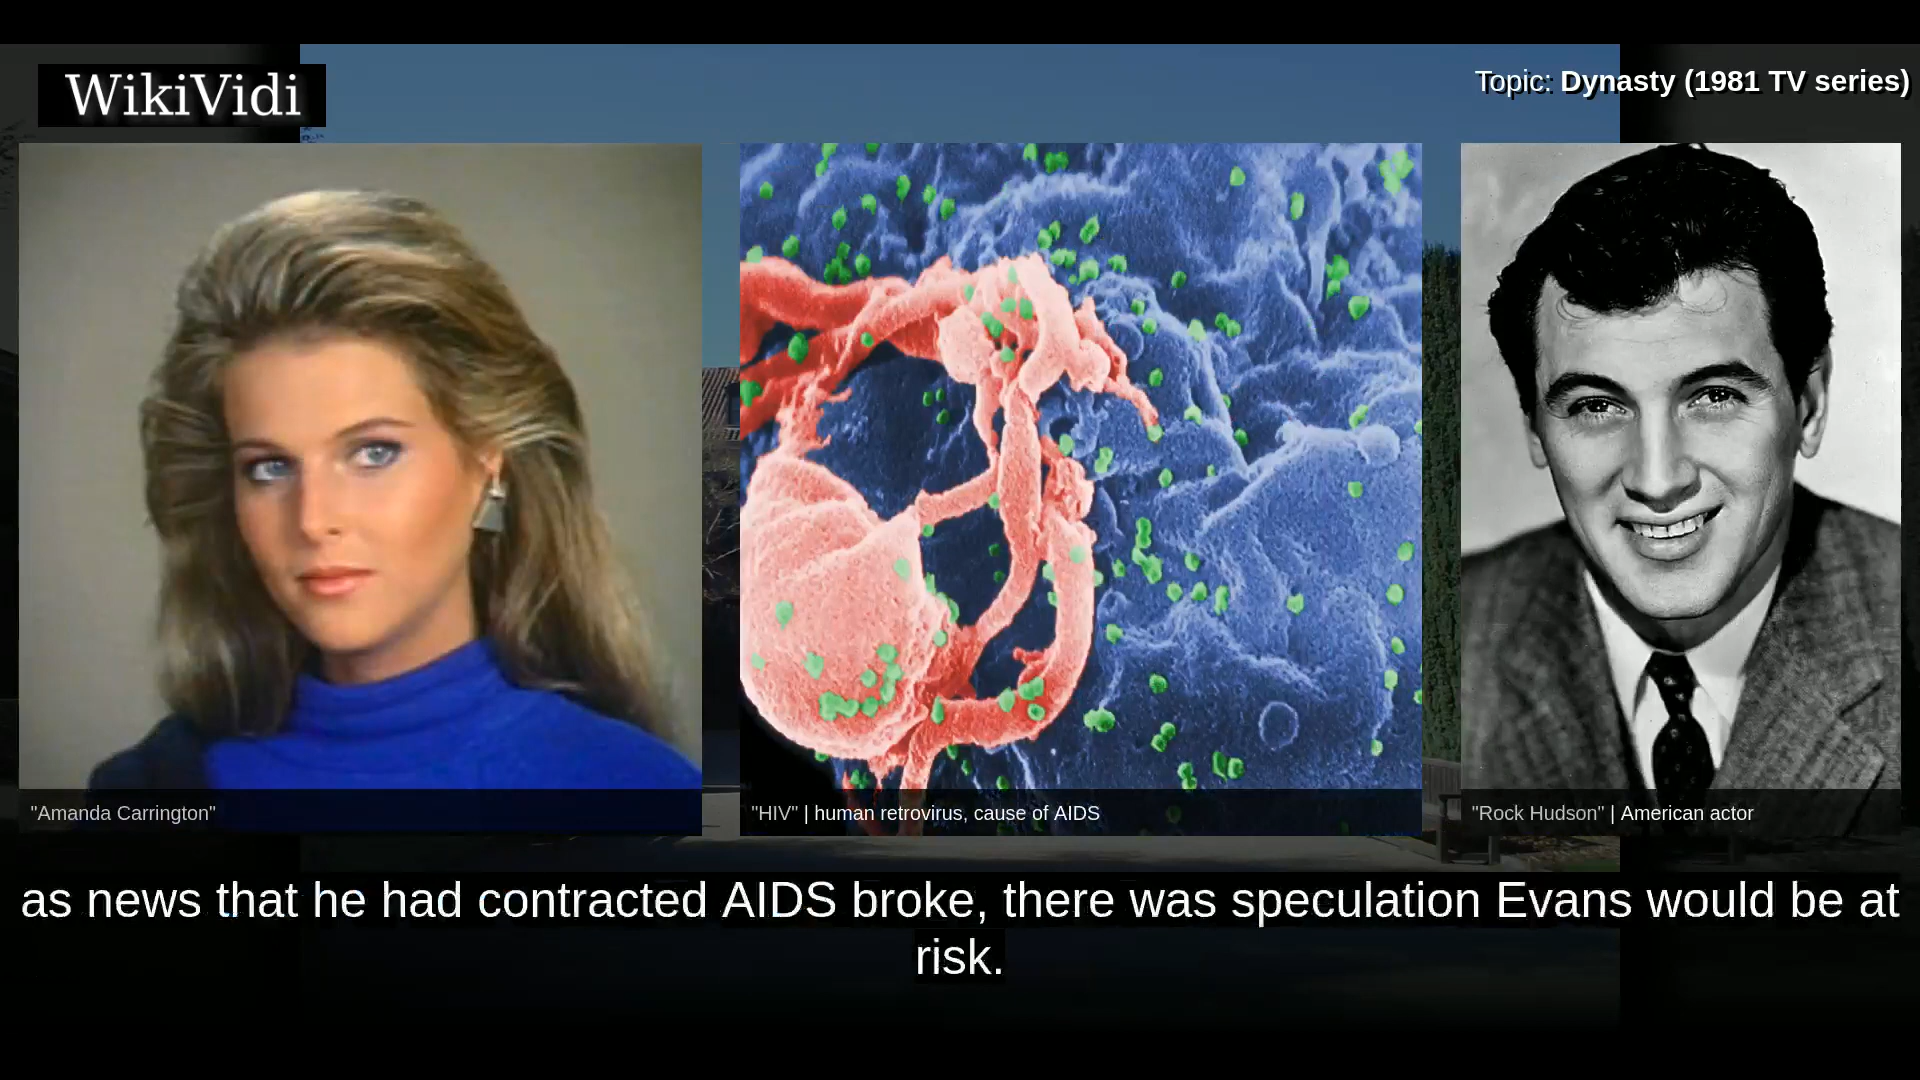 WikiVidi
Topic: Dynasty (1981 TV series)
"Amanda Carrington"
"HIV" | human retrovirus, cause of AIDS
"Rock Hudson" | American actor
as news that he had contracted AIDS broke, there was speculation Evans would be at
risk.